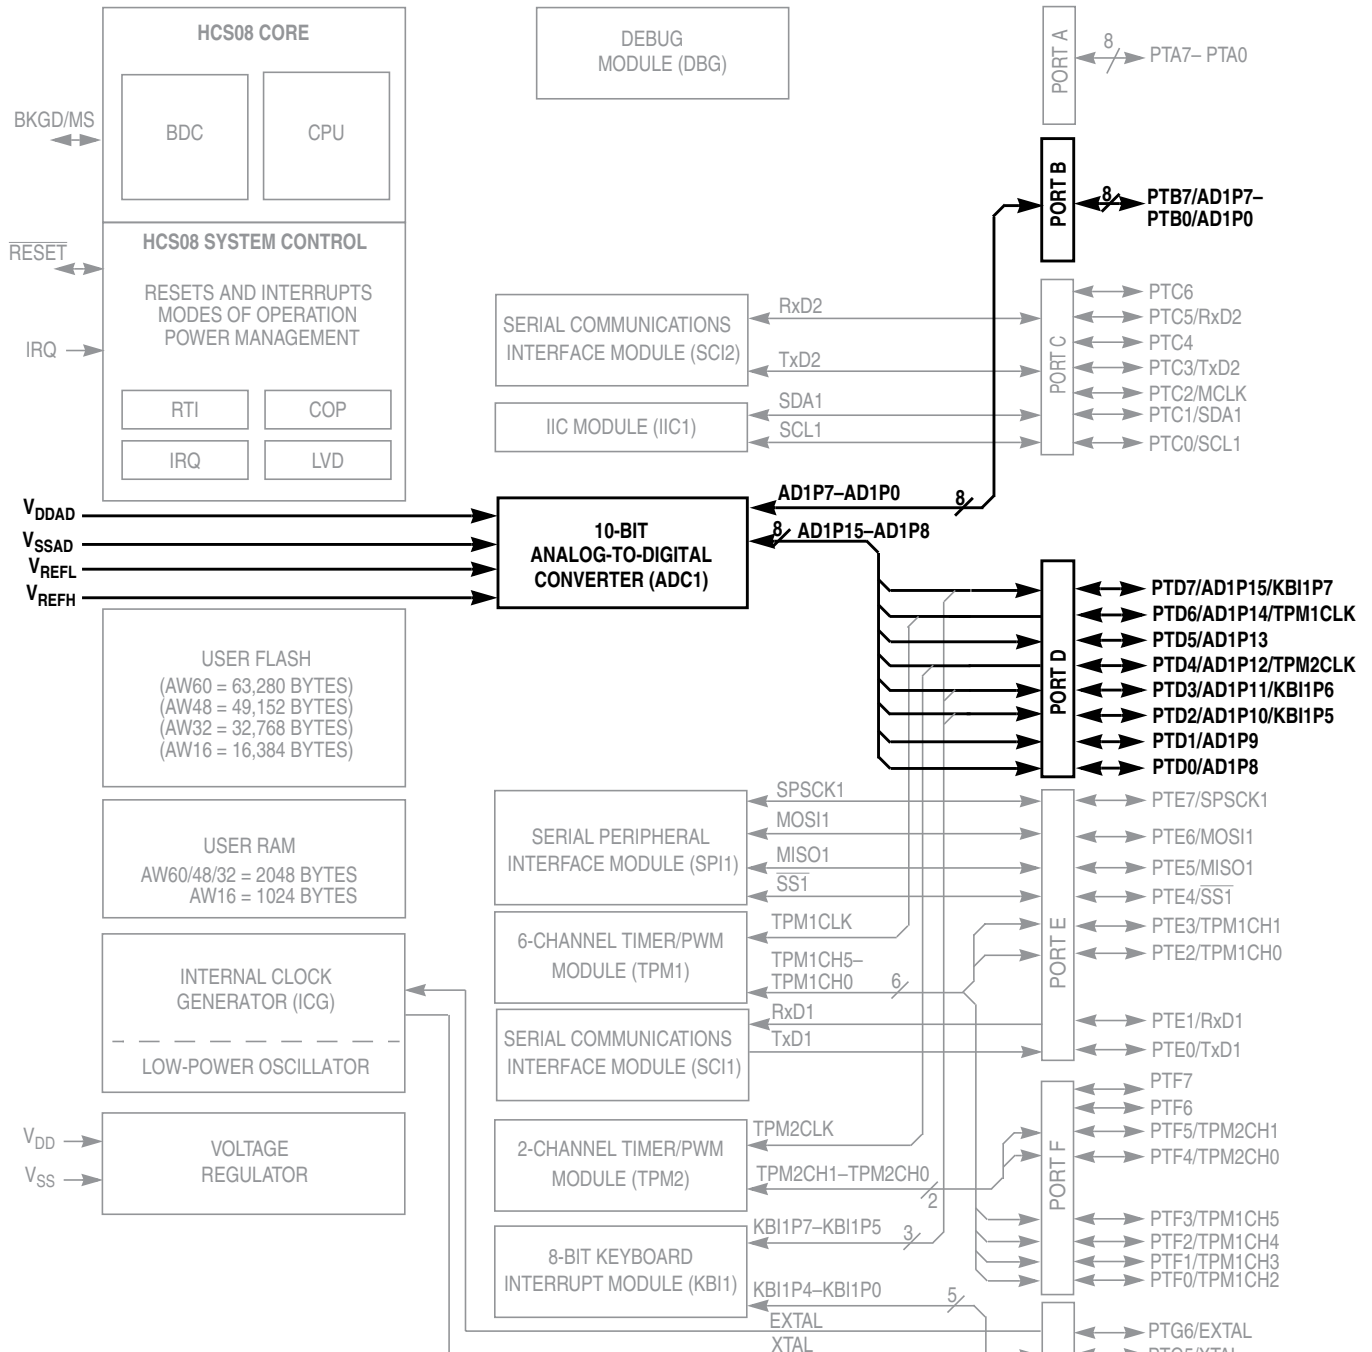 HCS08 CORE
BDC
CPU
BKGD/MS
HCS08 SYSTEM CONTROL
RESET
RESETS AND INTERRUPTS
MODES OF OPERATION
POWER MANAGEMENT
IRQ
RTI
COP
IRQ
LVD
VDDAD
VSSAD
VREFL
VREFH
USER FLASH
(AW60 = 63,280 BYTES)
(AW48 = 49,152 BYTES)
(AW32 = 32,768 BYTES)
(AW16 = 16,384 BYTES)
USER RAM
AW60/48/32 = 2048 BYTES
AW16 = 1024 BYTES
INTERNAL CLOCK
GENERATOR (ICG)
LOW-POWER OSCILLATOR
VDD
VSS
VOLTAGE
REGULATOR
DEBUG
MODULE (DBG)
SERIAL COMMUNICATIONS
INTERFACE MODULE (SCI2)
RxD2
TxD2
IIC MODULE (IIC1)
SDA1
SCL1
10-BIT
ANALOG-TO-DIGITAL
CONVERTER (ADC1)
AD1P7–AD1P0
8
8
AD1P15–AD1P8
SERIAL PERIPHERAL
INTERFACE MODULE (SPI1)
SPSCK1
MOSI1
MISO1
SS1
6-CHANNEL TIMER/PWM
MODULE (TPM1)
TPM1CLK
TPM1CH5–
TPM1CH0
6
SERIAL COMMUNICATIONS
INTERFACE MODULE (SCI1)
RxD1
TxD1
2-CHANNEL TIMER/PWM
MODULE (TPM2)
TPM2CLK
TPM2CH1–TPM2CH0
2
8-BIT KEYBOARD
INTERRUPT MODULE (KBI1)
KBI1P7–KBI1P5
3
KBI1P4–KBI1P0
5
EXTAL
XTAL
PORT A
8
PTA7– PTA0
PORT B
8
PTB7/AD1P7–
PTB0/AD1P0
PORT C
PTC6
PTC5/RxD2
PTC4
PTC3/TxD2
PTC2/MCLK
PTC1/SDA1
PTC0/SCL1
PORT D
PTD7/AD1P15/KBI1P7
PTD6/AD1P14/TPM1CLK
PTD5/AD1P13
PTD4/AD1P12/TPM2CLK
PTD3/AD1P11/KBI1P6
PTD2/AD1P10/KBI1P5
PTD1/AD1P9
PTD0/AD1P8
PORT E
PTE7/SPSCK1
PTE6/MOSI1
PTE5/MISO1
PTE4/SS1
PTE3/TPM1CH1
PTE2/TPM1CH0
PTE1/RxD1
PTE0/TxD1
PORT F
PTF7
PTF6
PTF5/TPM2CH1
PTF4/TPM2CH0
PTF3/TPM1CH5
PTF2/TPM1CH4
PTF1/TPM1CH3
PTF0/TPM1CH2
PTG6/EXTAL